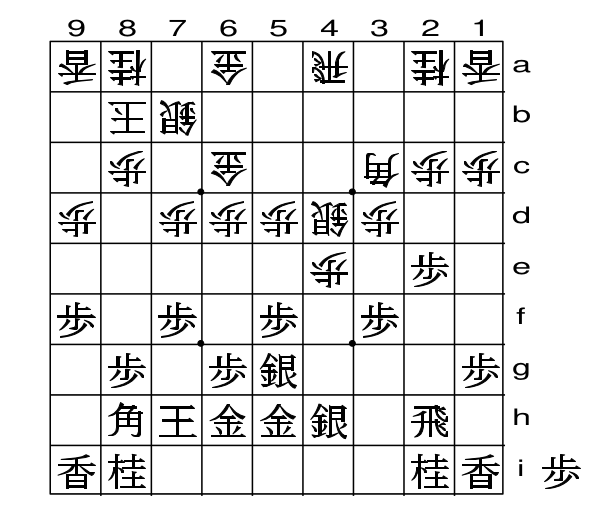 9 8 7 6 5 4 3 2 1
香 桂 金 飛 桂 香 a
王 銀 b
歩 金 角 歩 歩 c
歩 歩 歩 歩 銀 歩 d
歩 歩 e
歩 歩 歩 歩 f
歩 歩 銀 歩 g
角 王 金 金 銀 飛 h
香 桂 桂 香 i 歩